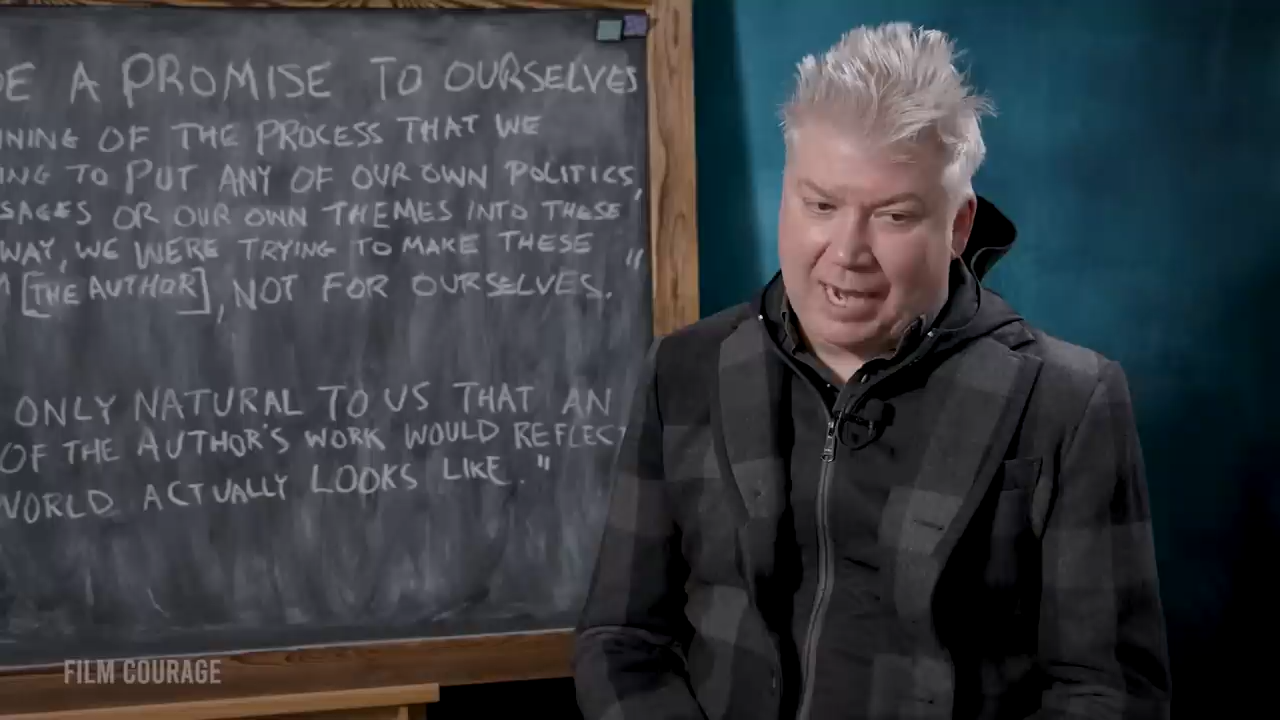 DE A PROMISE TO OURSELVES
NING OF THE PROCESS THAT WE
ING TO PUT ANY OF OUR OWN POLITICS,
SAGES OR OUR OWN THEMES INTO THESE
WAY, WE WERE TRYING TO MAKE THESE
[THE AUTHOR], NOT FOR OURSELVES."
ONLY NATURAL TO US THAT AN
OF THE AUTHOR'S WORK WOULD REFLECT
WORLD ACTUALLY LOOKS LIKE."
FILM COURAGE